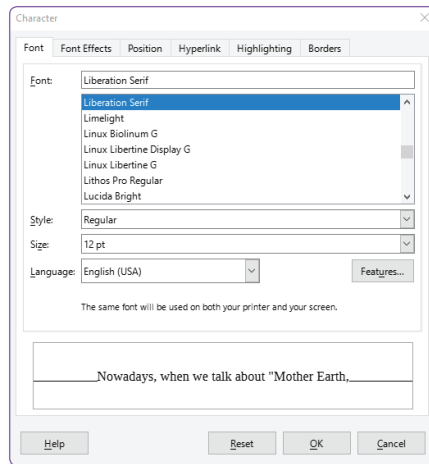 Character
Font Font Effects Position Hyperlink Highlighting Borders
Font: Liberation Serif
Liberation Serif
Limelight
Linux Biolinum G
Linux Libertine Display G
Linux Libertine G
Lithos Pro Regular
Lucida Bright
Style: Regular
Size: 12 pt
Language: English (USA) Features...
The same font will be used on both your printer and your screen.
Nowadays, when we talk about "Mother Earth,
Help Reset OK Cancel